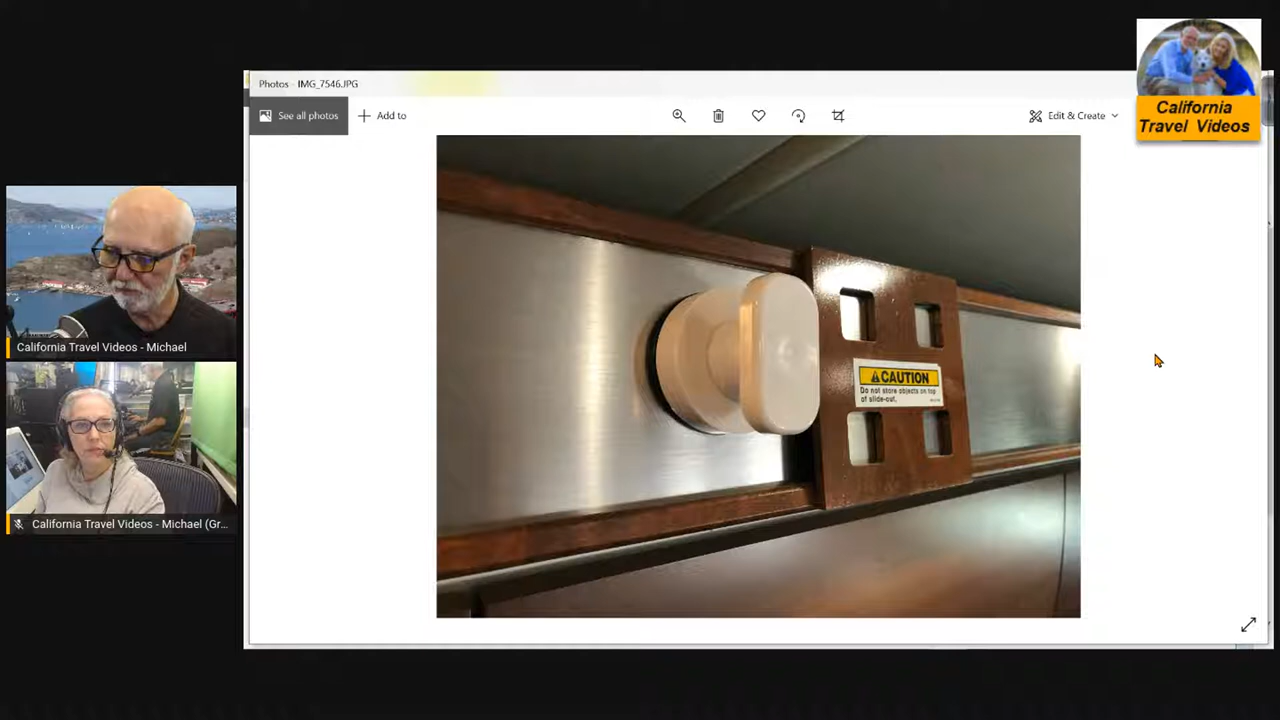 Photos - IMG_7546.JPG
See all photos
Add to
Edit & Create
California
Travel Videos
CAUTION
Do not store objects on top
of slide-out.
California Travel Videos - Michael
California Travel Videos - Michael (Gr...